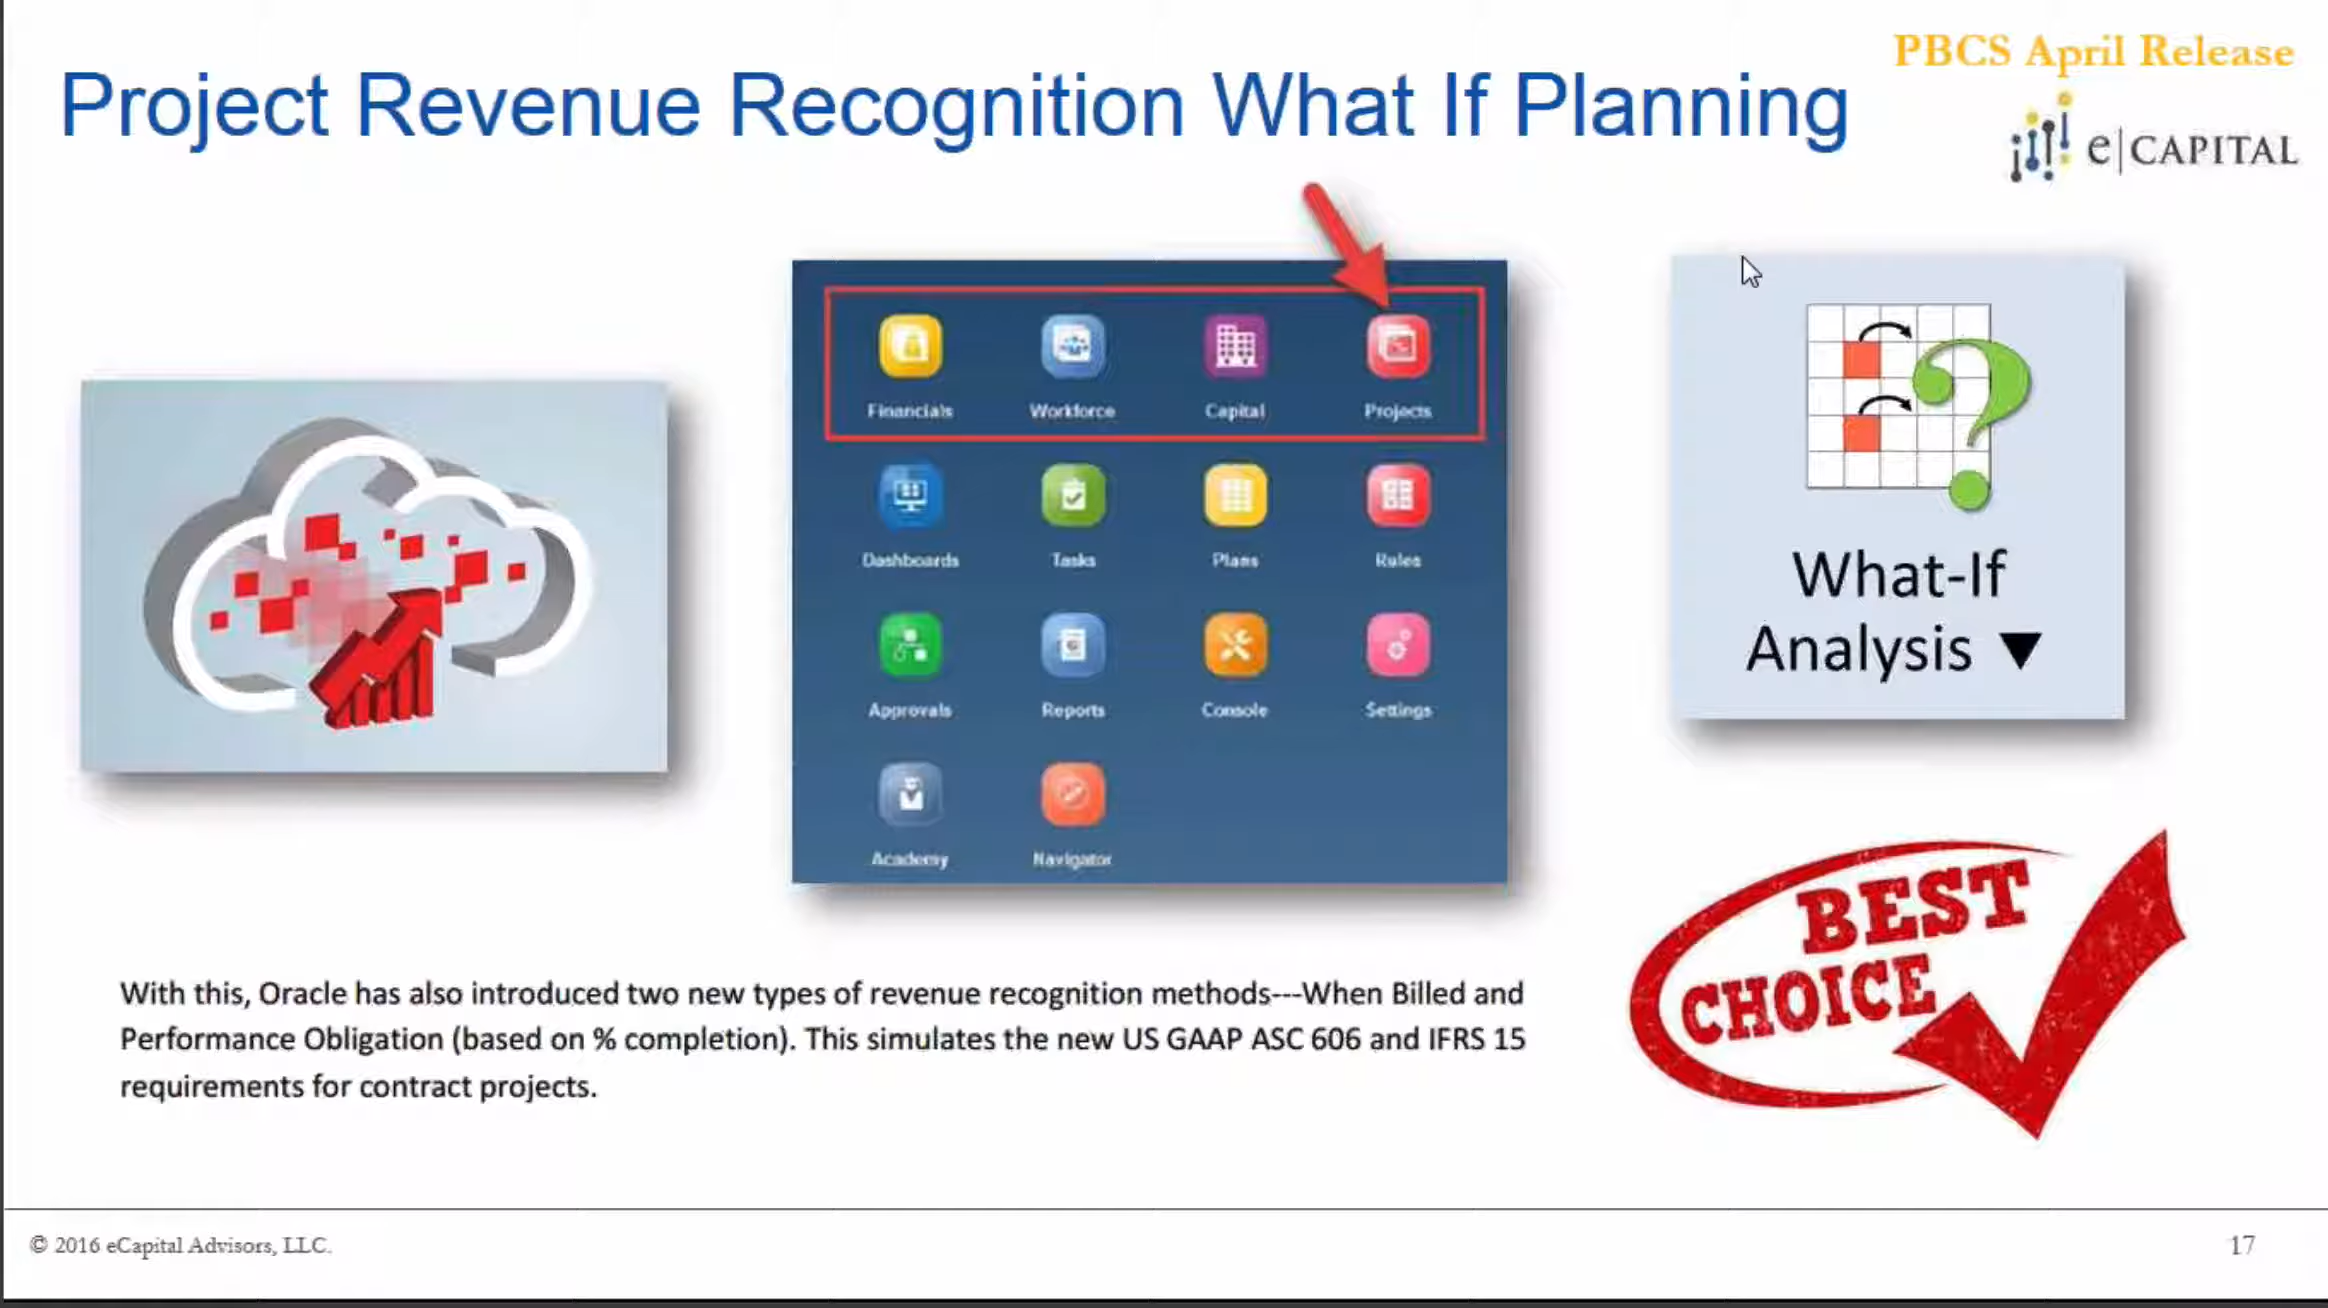 PBCS April Release
Project Revenue Recognition What If Planning
e|CAPITAL
Financials Workforce Capital Projects
Dashboards Tasks Plans Rules
Approvals Reports Console Settings
Academy Navigator
What-If
Analysis ▼
BEST
CHOICE
With this, Oracle has also introduced two new types of revenue recognition methods---When Billed and
Performance Obligation (based on % completion). This simulates the new US GAAP ASC 606 and IFRS 15
requirements for contract projects.
© 2016 eCapital Advisors, LLC.
17